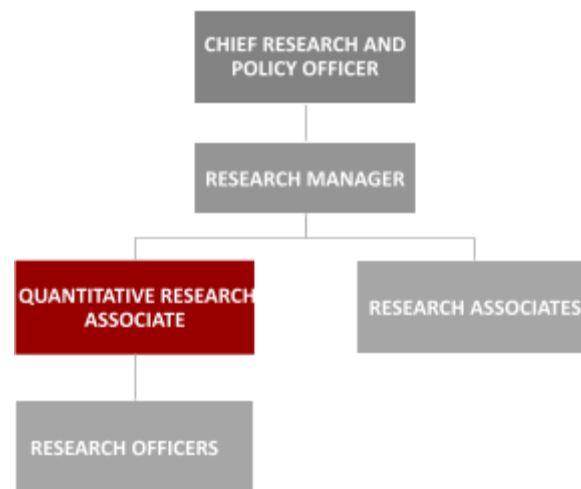 CHIEF RESEARCH AND
POLICY OFFICER
RESEARCH MANAGER
QUANTITATIVE RESEARCH
ASSOCIATE
RESEARCH ASSOCIATES
RESEARCH OFFICERS